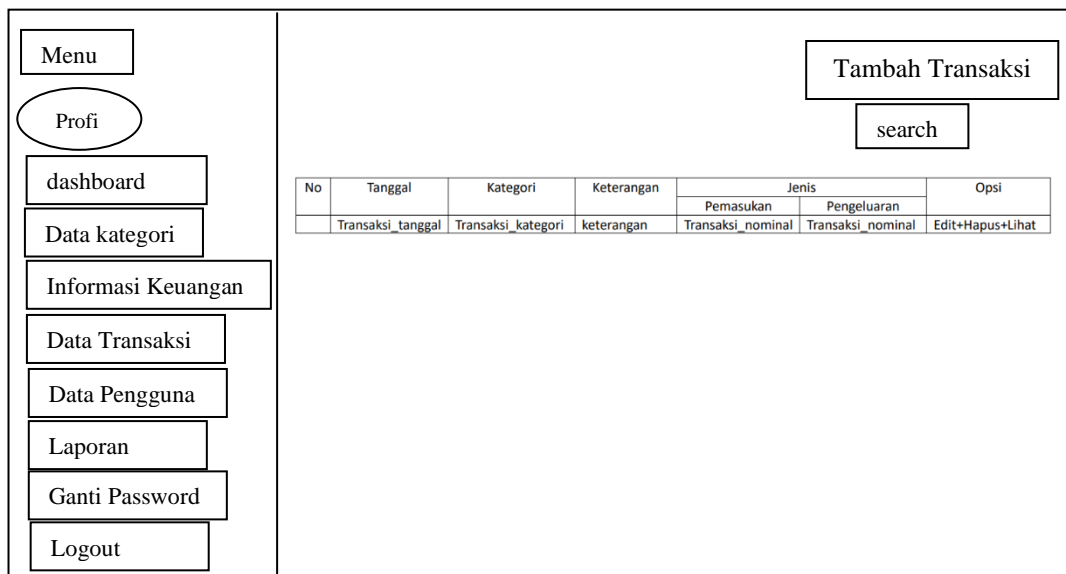 Menu
Profi
dashboard
Data kategori
Informasi Keuangan
Data Transaksi
Data Pengguna
Laporan
Ganti Password
Logout
Tambah Transaksi
search
No Tanggal Kategori Keterangan Jenis Opsi
Pemasukan Pengeluaran
Transaksi_tanggal Transaksi_kategori keterangan Transaksi_nominal Transaksi_nominal Edit+Hapus+Lihat